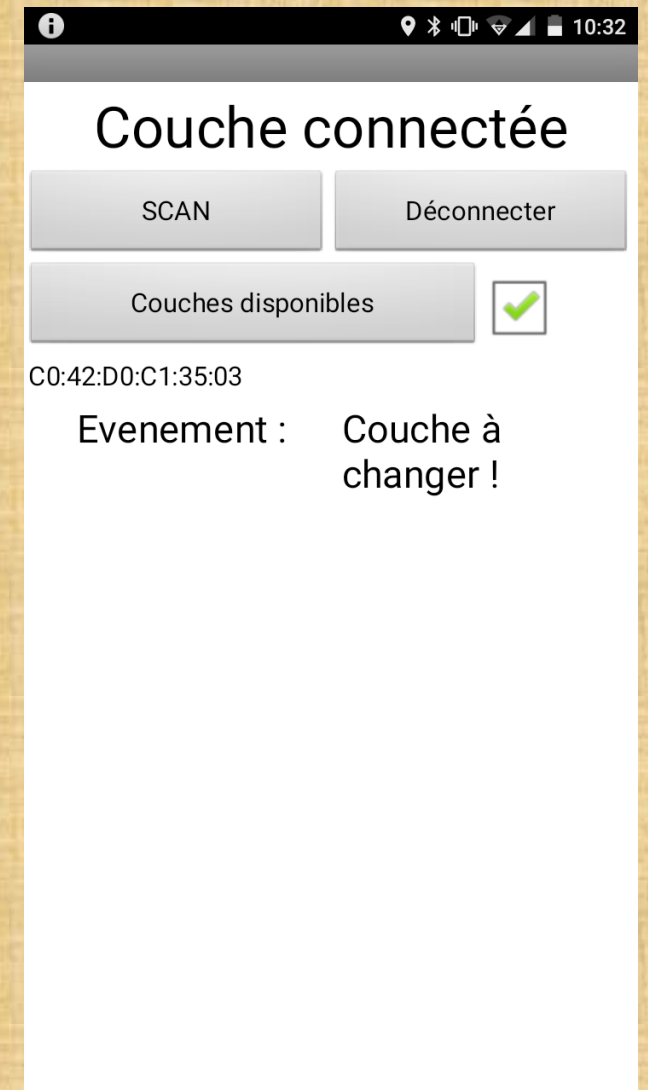 10:32
Couche connectée
SCAN Déconnecter
Couches disponibles
C0:42:D0:C1:35:03
Evenement : Couche à
changer !